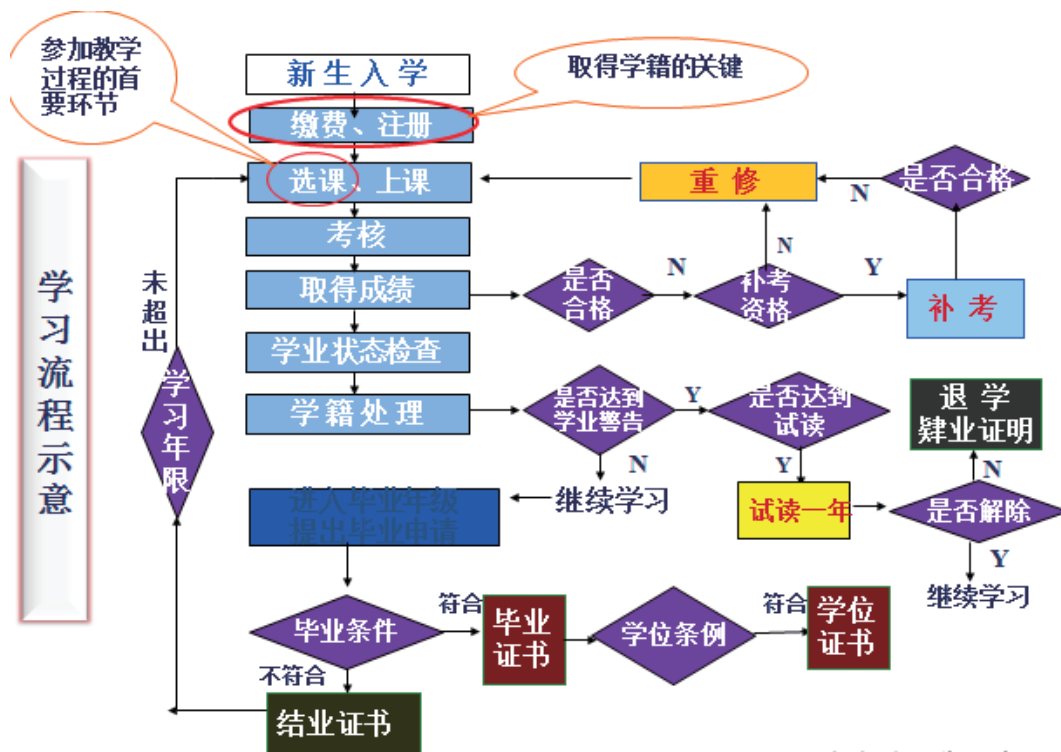 参加教学
过程的首
要环节
新生入学
取得学籍的关键
缴费、注册
选课、上课
重修
N
是否合格
考核
N
取得成绩
是否
合格
N
补考
资格
Y
补考
学业状态检查
学籍处理
是否达到
学业警告
Y
是否达到
试读
退学
肄业证明
N
继续学习
Y
试读一年
N
是否解除
Y
继续学习
进入毕业年级
提出毕业申请
毕业条件
符合
毕业
证书
学位条例
符合
学位
证书
不符合
结业证书
学习年限
未超出
学习流程示意